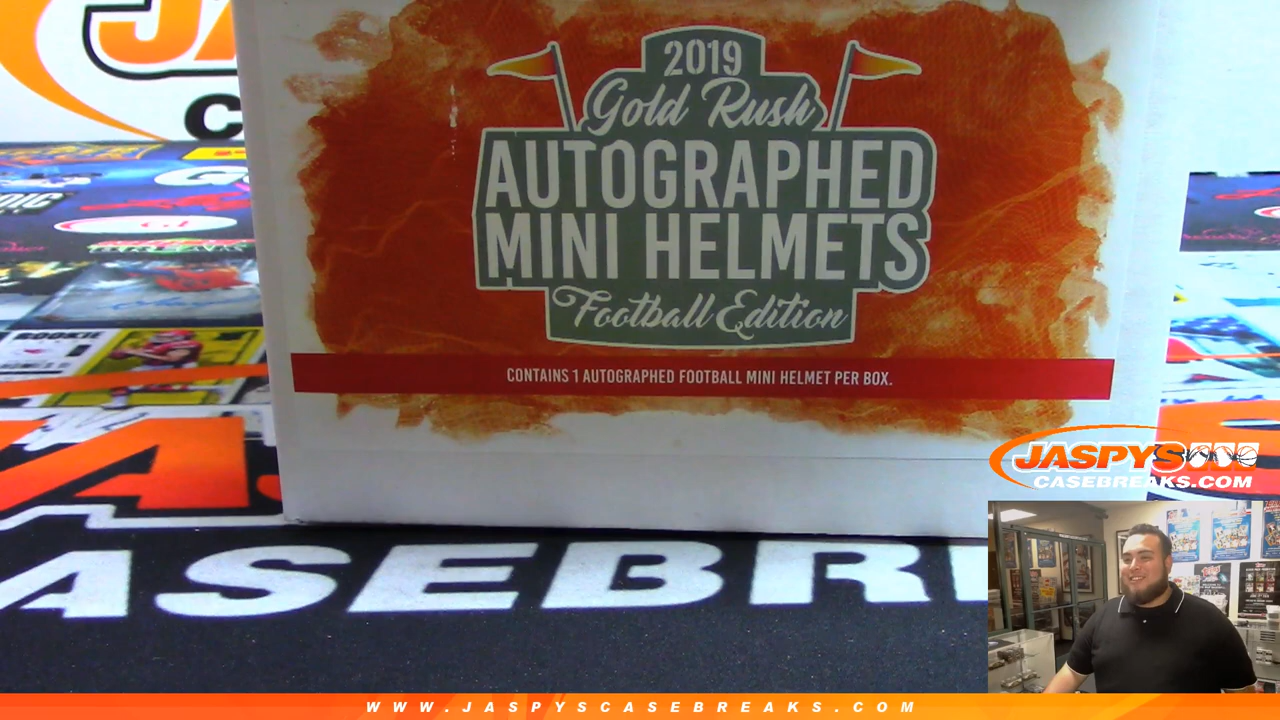 2019
Gold Rush
AUTOGRAPHED
MINI HELMETS
Football Edition
CONTAINS 1 AUTOGRAPHED FOOTBALL MINI HELMET PER BOX.
ROOKIE
JASPYS
CASEBREAKS.COM
ASEBR
WWW.JASPYSCASEBREAKS.COM